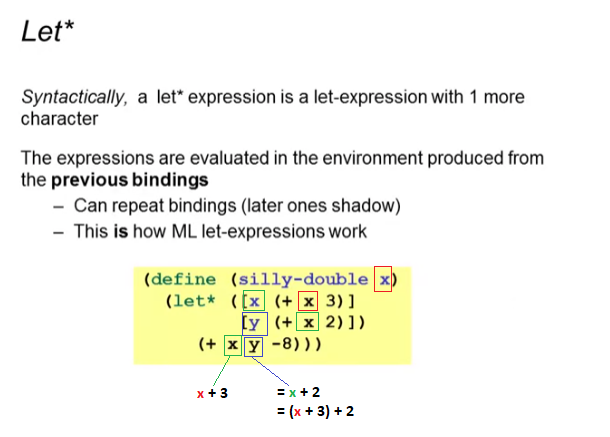 Let*
Syntactically, a let* expression is a let-expression with 1 more
character
The expressions are evaluated in the environment produced from
the previous bindings
– Can repeat bindings (later ones shadow)
– This is how ML let-expressions work
(define (silly-double x)
(let* ([x (+ x 3)]
[y (+ x 2)])
(+ x y -8)))
x + 3
= x + 2
= (x + 3) + 2